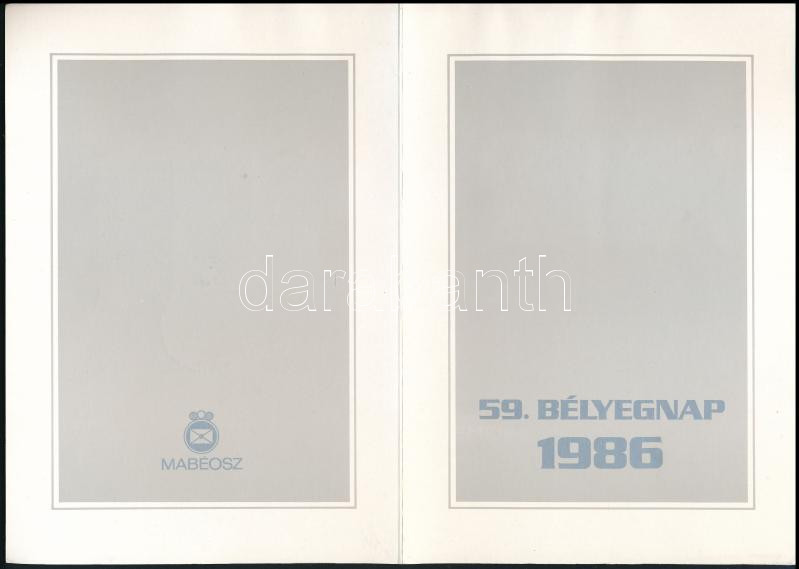 MABÉOSZ
59. BÉLYEGNAP
1986
darabanth